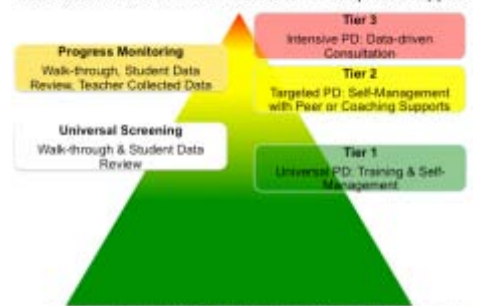 Progress Monitoring
Walk-through, Student Data
Review, Teacher Collected Data
Universal Screening
Walk-through & Student Data
Review
Tier 3
Intensive PD: Data-driven
Consultation
Tier 2
Targeted PD: Self-Management
with Peer or Coaching Supports
Tier 1
Universal PD: Training & Self-
Management